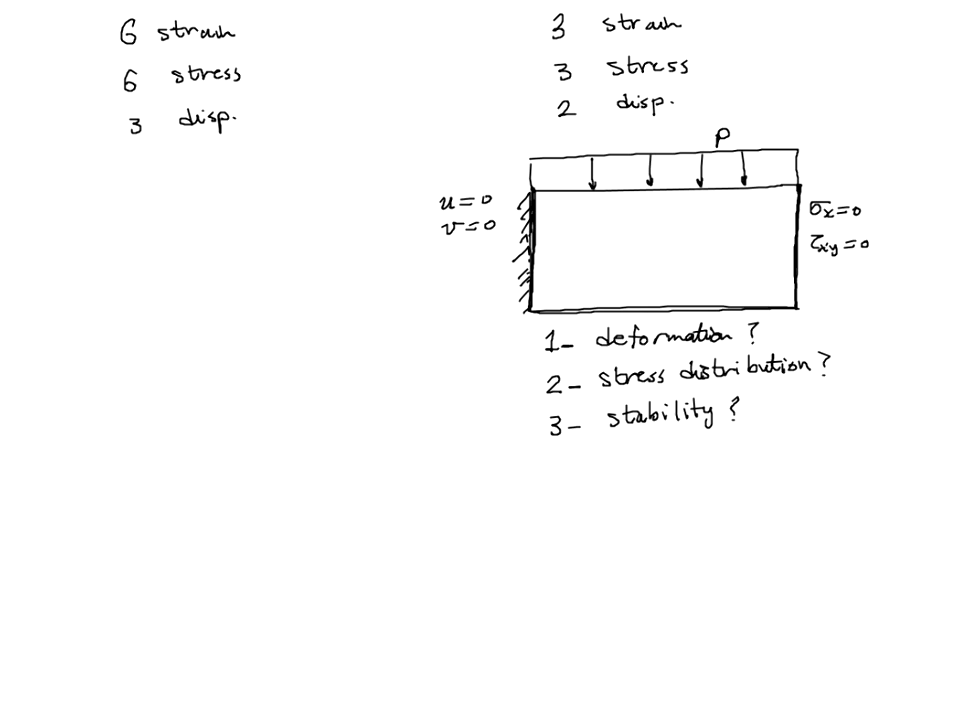 6 strain
6 stress
3 disp.
3 strain
3 stress
2 disp.
P
u=0
v=0
σx=0
τxy=0
1- deformation?
2- stress distribution?
3- stability?